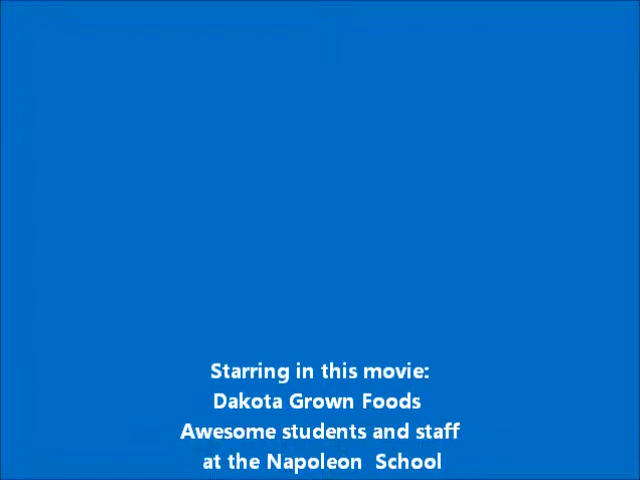 Starring in this movie:
Dakota Grown Foods
Awesome students and staff
at the Napoleon  School